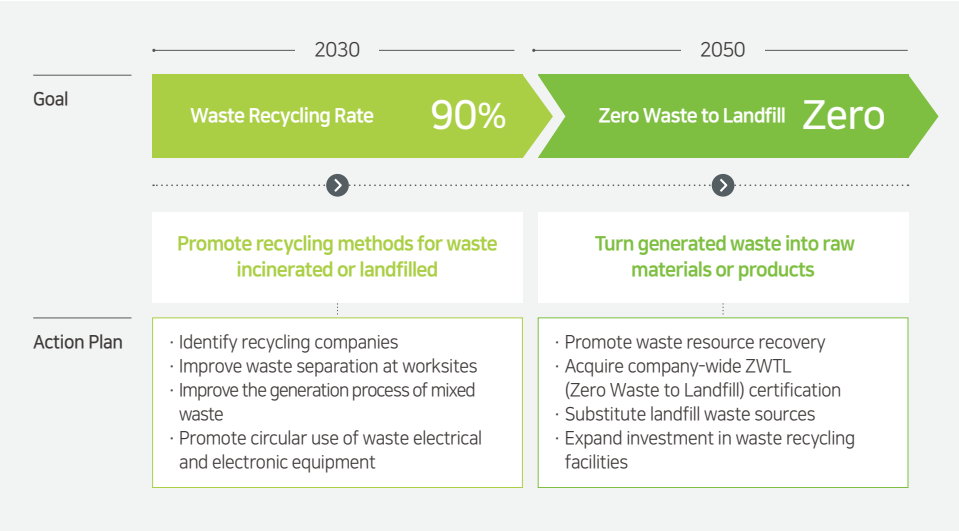 2030
2050
Goal
Waste Recycling Rate 90%
Zero Waste to Landfill Zero
Promote recycling methods for waste
incinerated or landfilled
Turn generated waste into raw
materials or products
Action Plan
· Identify recycling companies
· Improve waste separation at worksites
· Improve the generation process of mixed
waste
· Promote circular use of waste electrical
and electronic equipment
· Promote waste resource recovery
· Acquire company-wide ZWTL
(Zero Waste to Landfill) certification
· Substitute landfill waste sources
· Expand investment in waste recycling
facilities